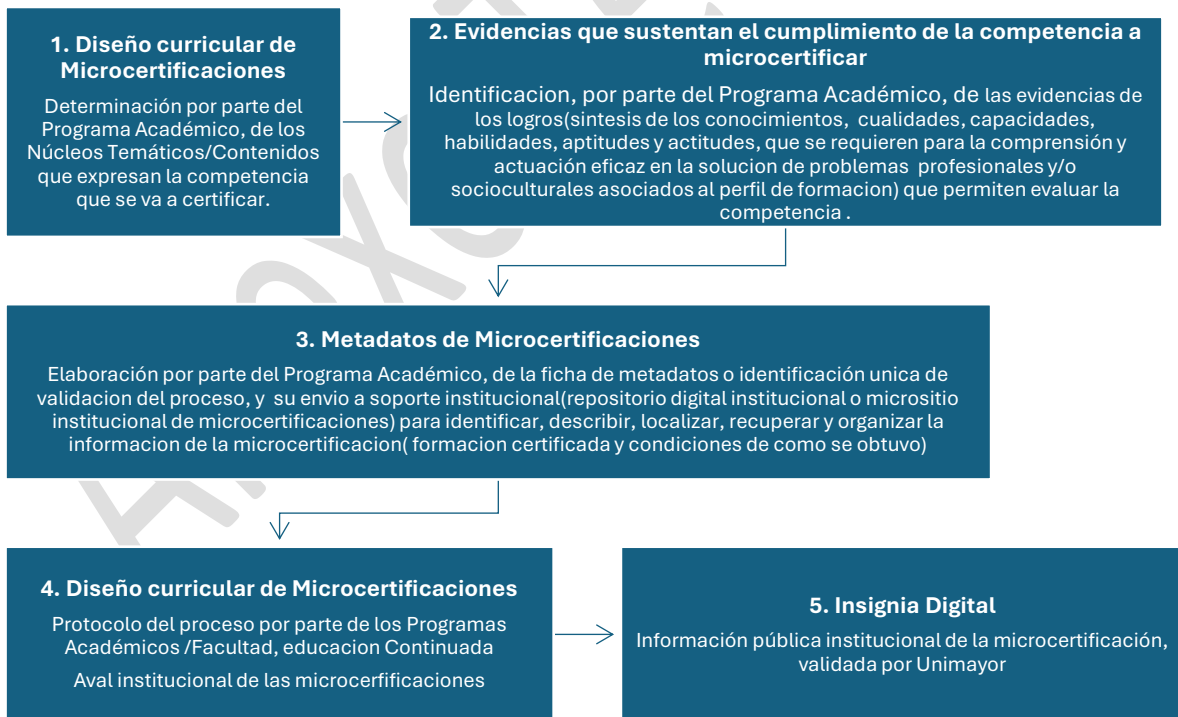 1. Diseño curricular de
Microcertificaciones
Determinación por parte del
Programa Académico, de los
Núcleos Temáticos/Contenidos
que expresan la competencia
que se va a certificar.
2. Evidencias que sustentan el cumplimiento de la competencia a
microcertificar
Identificacion, por parte del Programa Académico, de las evidencias de
los logros(sintesis de los conocimientos, cualidades, capacidades,
habilidades, aptitudes y actitudes, que se requieren para la comprensión y
actuación eficaz en la solucion de problemas profesionales y/o
socioculturales asociados al perfil de formacion) que permiten evaluar la
competencia .
3. Metadatos de Microcertificaciones
Elaboración por parte del Programa Académico, de la ficha de metadatos o identificación unica de
validacion del proceso, y su envio a soporte institucional(repositorio digital institucional o micrositio
institucional de microcertificaciones) para identificar, describir, localizar, recuperar y organizar la
informacion de la microcertificacion( formacion certificada y condiciones de como se obtuvo)
4. Diseño curricular de Microcertificaciones
Protocolo del proceso por parte de los Programas
Académicos /Facultad, educacion Continuada
Aval institucional de las microcerfificaciones
5. Insignia Digital
Información pública institucional de la microcertificación,
validada por Unimayor